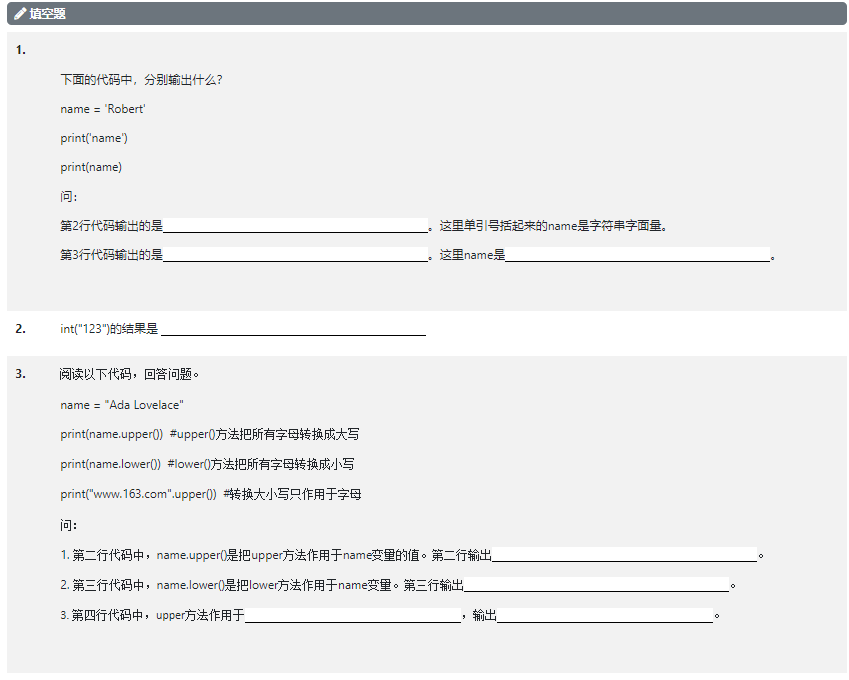 填空题
1.
下面的代码中，分别输出什么？
name = 'Robert'
print('name')
print(name)
问：
第2行代码输出的是。这里单引号括起来的name是字符串字面量。
第3行代码输出的是。这里name是。
2. int("123")的结果是
3. 阅读以下代码，回答问题。
name = "Ada Lovelace"
print(name.upper()) #upper()方法把所有字母转换成大写
print(name.lower()) #lower()方法把所有字母转换成小写
print("www.163.com".upper()) #转换大小写只作用于字母
问：
1. 第二行代码中，name.upper()是把upper方法作用于name变量的值。第二行输出。
2. 第三行代码中，name.lower()是把lower方法作用于name变量。第三行输出。
3. 第四行代码中，upper方法作用于，输出。